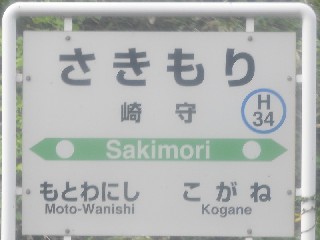 さきもり
崎守
H
34
Sakimori
もとわにし こがね
Moto-Wanishi Kogane